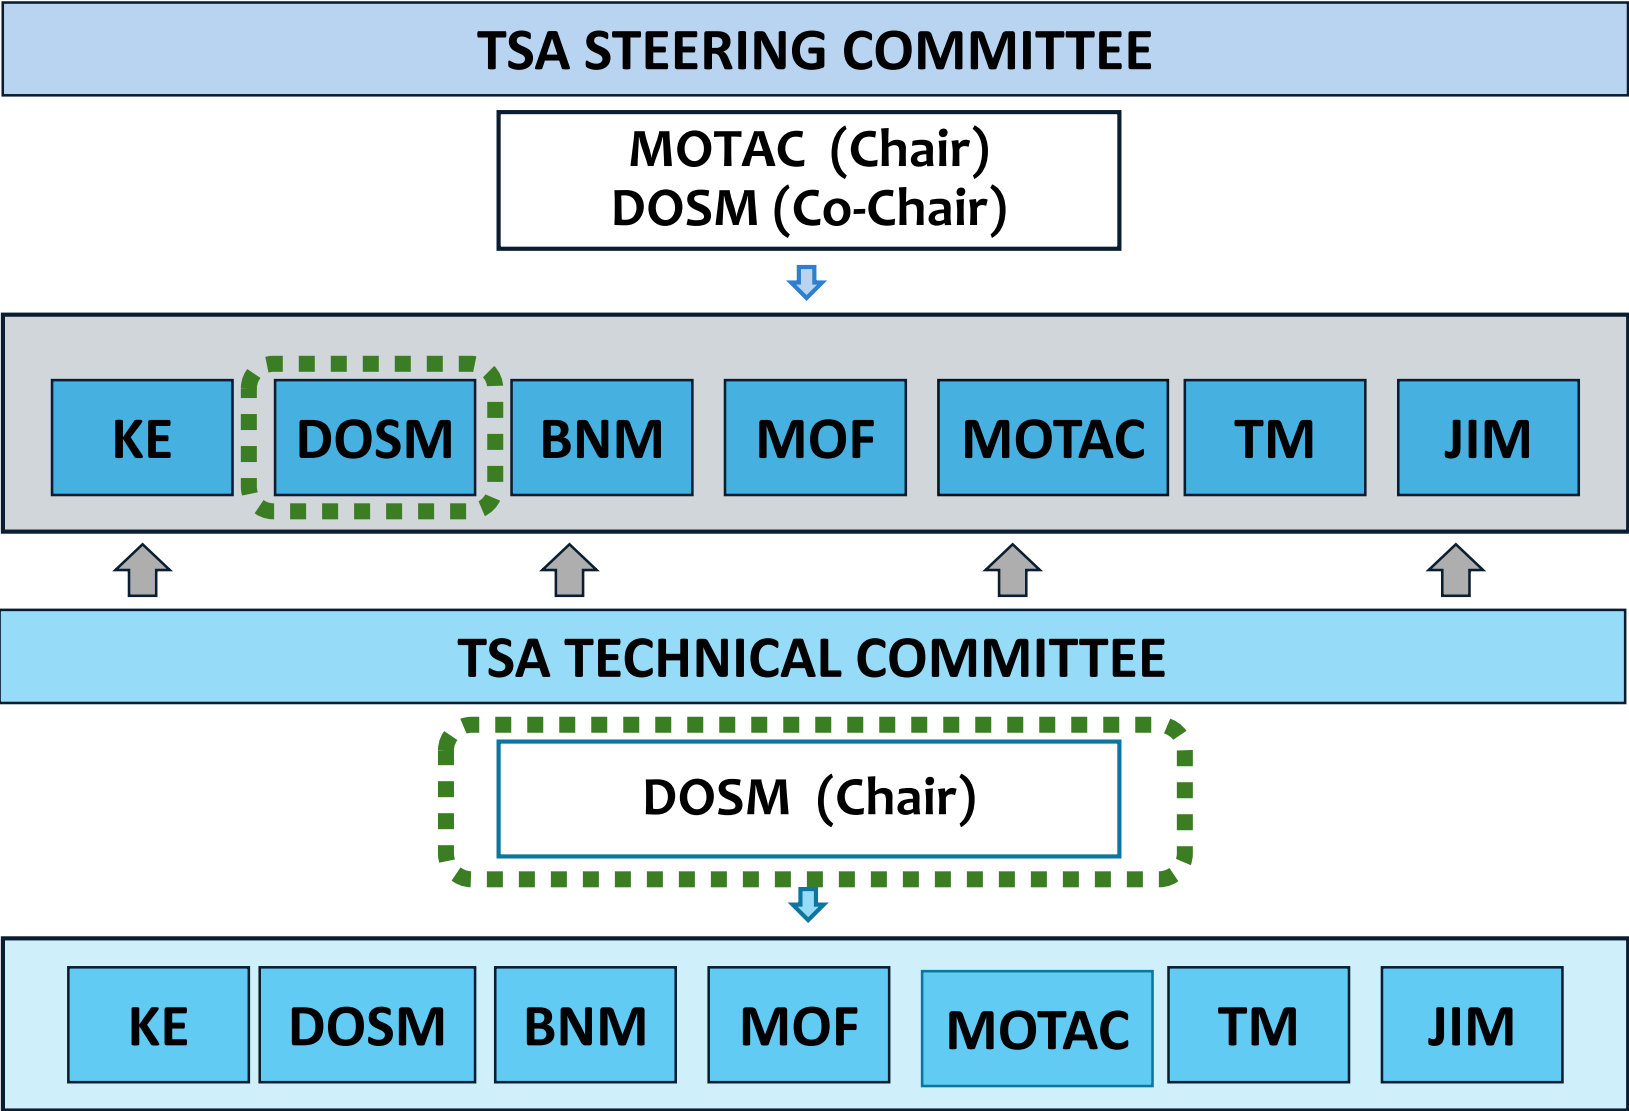 TSA STEERING COMMITTEE
MOTAC (Chair)
DOSM (Co-Chair)
KE DOSM BNM MOF MOTAC TM JIM
TSA TECHNICAL COMMITTEE
DOSM (Chair)
KE DOSM BNM MOF MOTAC TM JIM